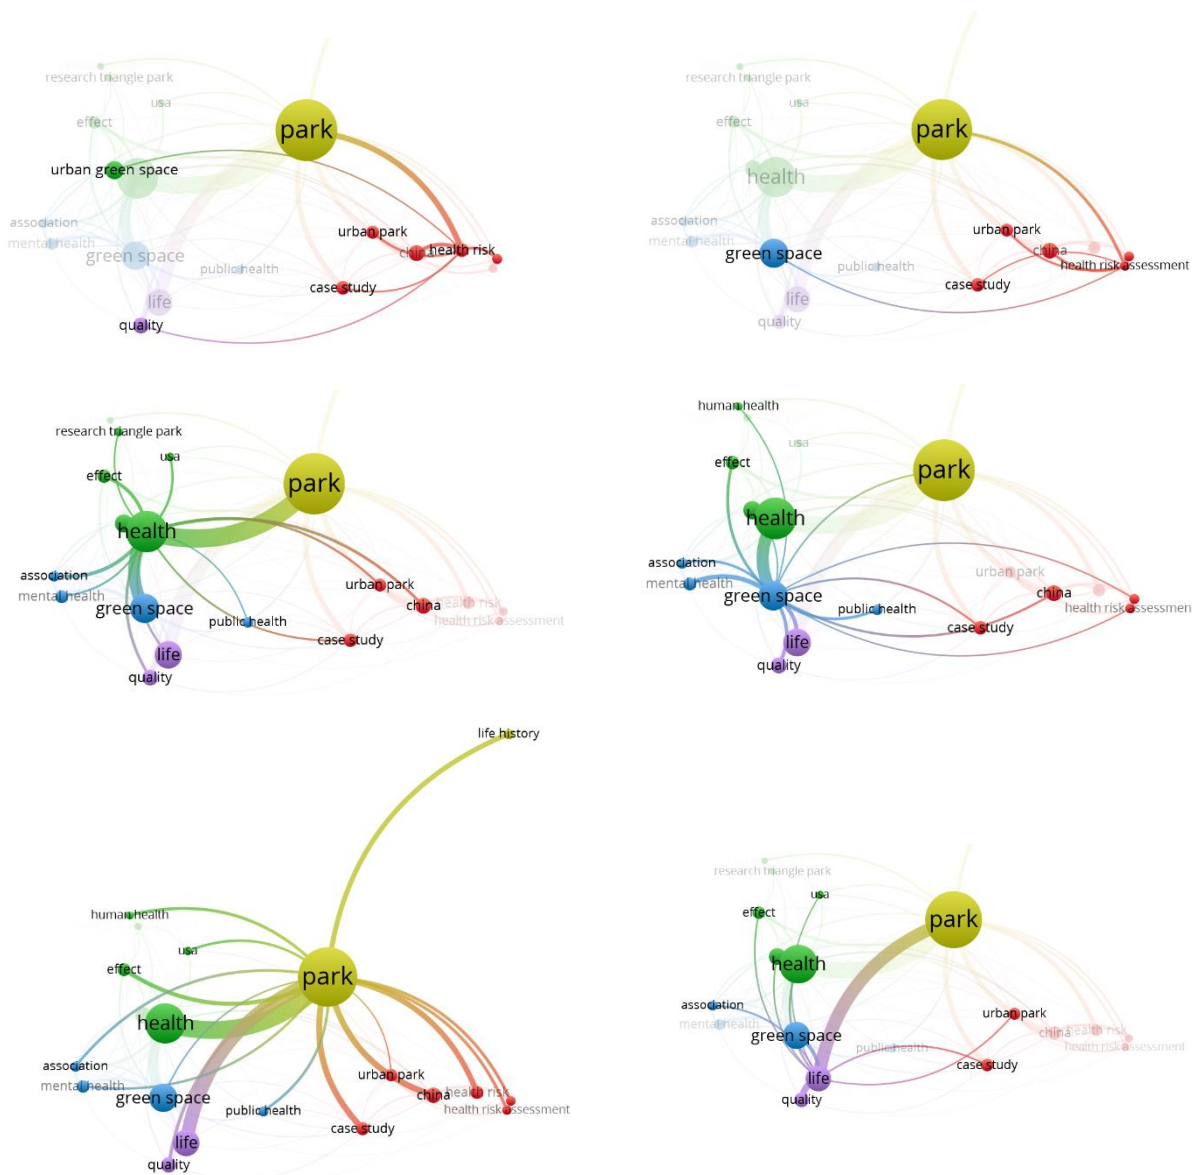 research triangle park
usa
effect
park
urban green space
association
mental health
green space
public health
life
quality
urban park
china
health risk
case study
usa
effect
park
health
association
mental health
green space
public health
life
quality
urban park
china
health risk assessment
case study
research triangle park
usa
effect
park
health
association
mental health
green space
public health
life
quality
urban park
china
health risk
health risk assessment
case study
human health
effect
park
health
association
mental health
green space
public health
life
quality
urban park
china
health risk assessment
case study
life history
human health
usa
effect
park
health
association
mental health
green space
public health
life
quality
urban park
china
health risk
health risk assessment
case study
research triangle park
usa
effect
park
health
association
mental health
green space
public health
life
quality
urban park
china
health risk
health risk assessment
case study